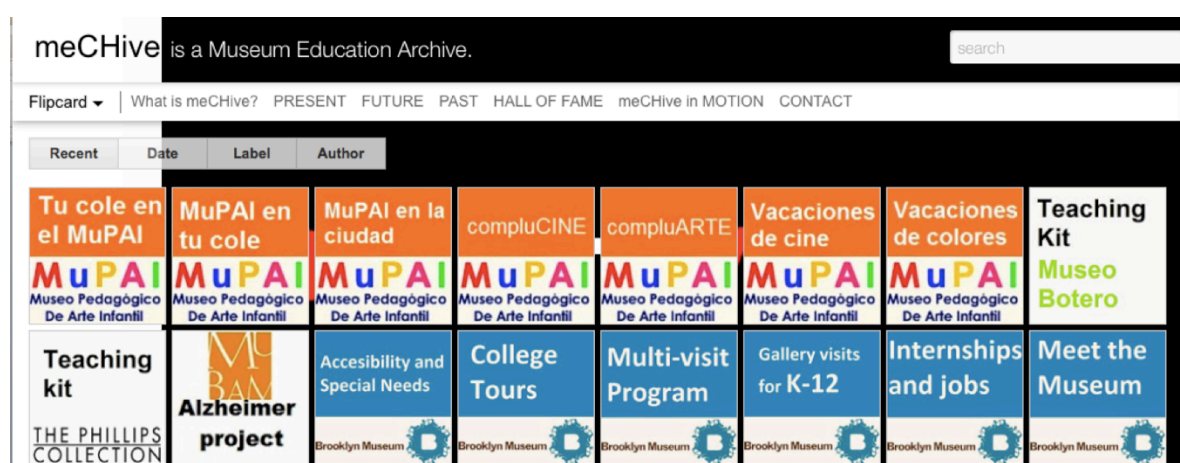 meCHive is a Museum Education Archive.
search
Flipcard What is meCHive? PRESENT FUTURE PAST HALL OF FAME meCHive in MOTION CONTACT
Recent Date Label Author
Tu cole en
el MuPAI
MuPAI
Museo Pedagógico
De Arte Infantil
MuPAI en
tu cole
MuPAI
Museo Pedagógico
De Arte Infantil
MuPAI en la
ciudad
MuPAI
Museo Pedagógico
De Arte Infantil
compluCINE
MuPAI
Museo Pedagógico
De Arte Infantil
compluARTE
MuPAI
Museo Pedagógico
De Arte Infantil
Vacaciones
de cine
MuPAI
Museo Pedagógico
De Arte Infantil
Vacaciones
de colores
MuPAI
Museo Pedagógico
De Arte Infantil
Teaching
Kit
Museo
Botero
Teaching
kit
THE PHILLIPS
COLLECTION
MU
BAM
Alzheimer
project
Accesibility and
Special Needs
Brooklyn Museum B
College
Tours
Brooklyn Museum B
Multi-visit
Program
Brooklyn Museum B
Gallery visits
for K-12
Brooklyn Museum B
Internships
and jobs
Brooklyn Museum B
Meet the
Museum
Brooklyn Museum B